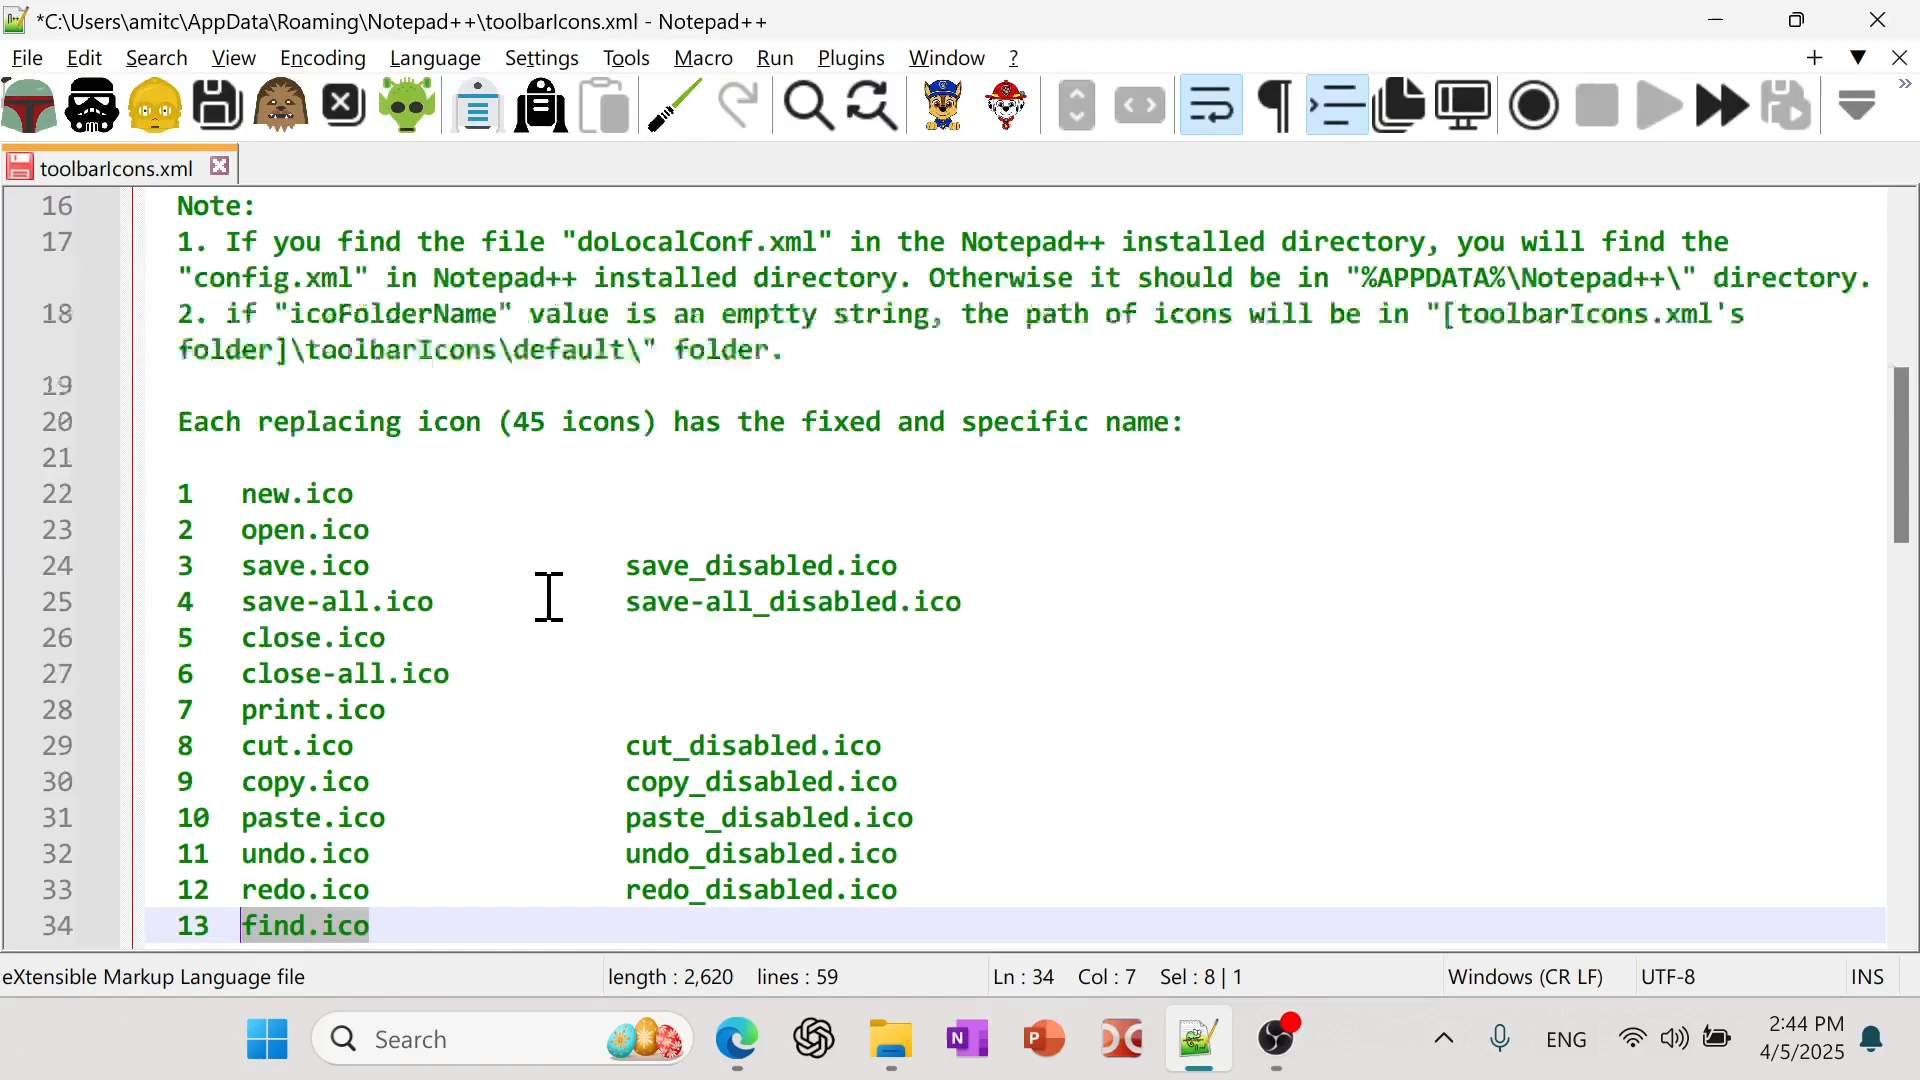 *C:\Users\amitc\AppData\Roaming\Notepad++\toolbarIcons.xml - Notepad++
File Edit Search View Encoding Language Settings Tools Macro Run Plugins Window ?
toolbarIcons.xml
16 Note:
17 1. If you find the file "doLocalConf.xml" in the Notepad++ installed directory, you will find the
"config.xml" in Notepad++ installed directory. Otherwise it should be in "%APPDATA%\Notepad++\" directory.
18 2. if "icoFolderName" value is an emptty string, the path of icons will be in "[toolbarIcons.xml's
folder]\toolbarIcons\default\" folder.
19
20 Each replacing icon (45 icons) has the fixed and specific name:
21
22 1 new.ico
23 2 open.ico
24 3 save.ico save_disabled.ico
25 4 save-all.ico save-all_disabled.ico
26 5 close.ico
27 6 close-all.ico
28 7 print.ico
29 8 cut.ico cut_disabled.ico
30 9 copy.ico copy_disabled.ico
31 10 paste.ico paste_disabled.ico
32 11 undo.ico undo_disabled.ico
33 12 redo.ico redo_disabled.ico
34 13 find.ico
eXtensible Markup Language file length : 2,620 lines : 59 Ln : 34 Col : 7 Sel : 8 | 1 Windows (CR LF) UTF-8 INS
Search ENG 2:44 PM
4/5/2025